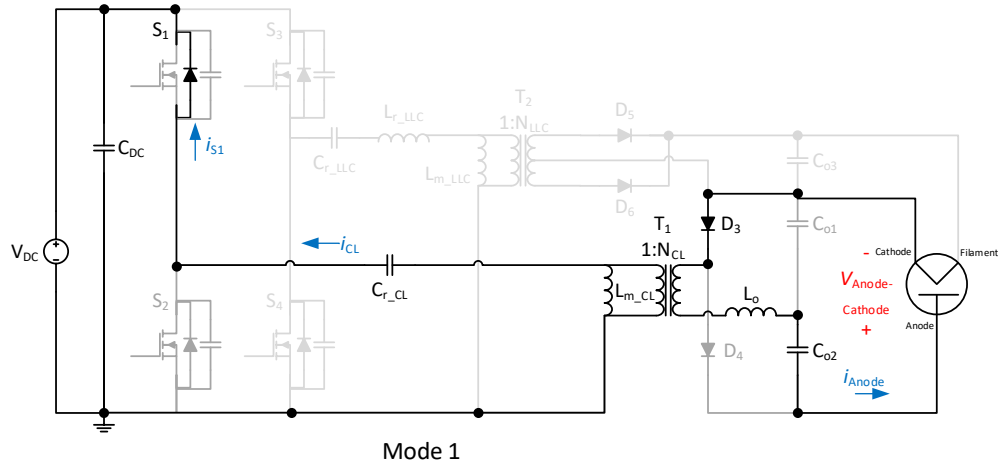 S1
S3
Lr_LLC
T2
1:NLLC
D5
iS1
CDC
Cr_LLC
Lm_LLC
Co3
D6
T1
1:NCL
D3
Co1
Cathode
Filament
VDC
iCL
Cr_CL
Lm_CL
Lo
-
VAnode-
Cathode
+
Anode
S2
S4
D4
Co2
iAnode
Mode 1